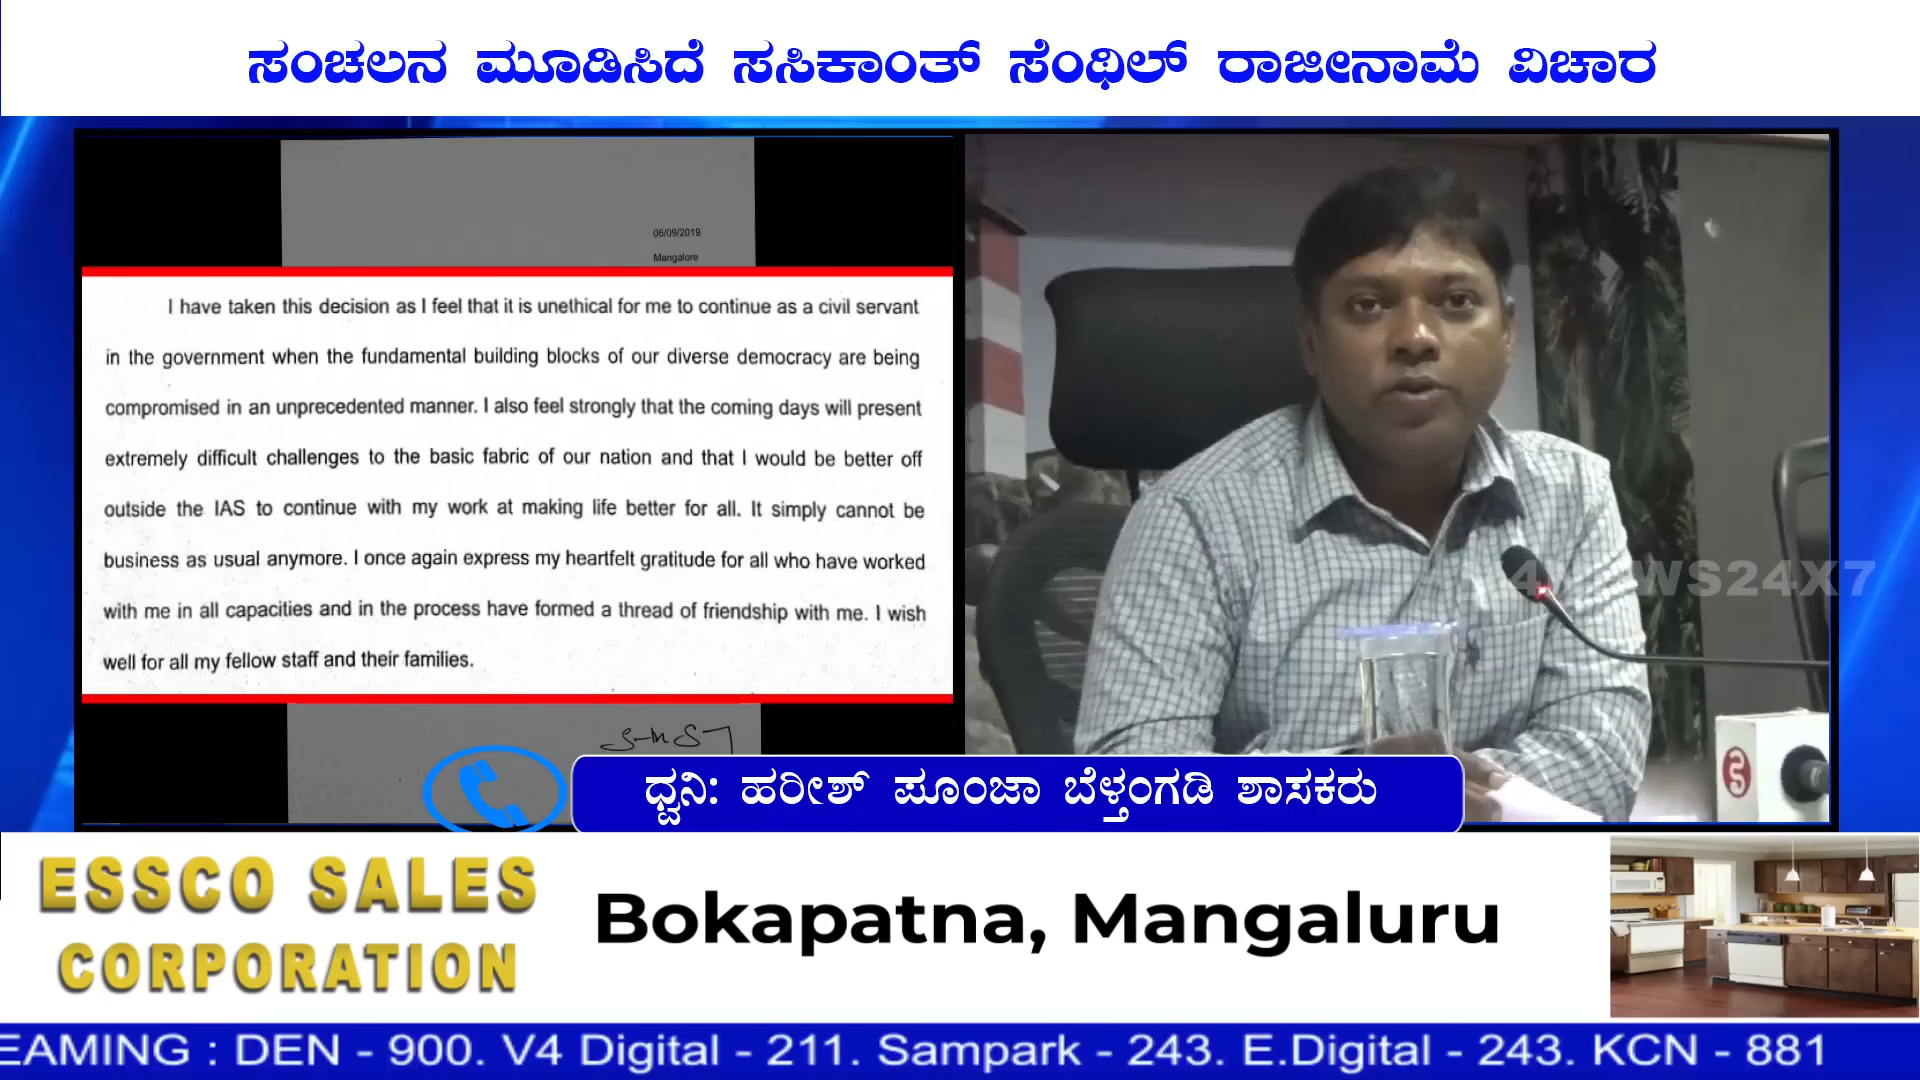 ಸಂಚಲನ ಮೂಡಿಸಿದೆ ಸಸಿಕಾಂತ್ ಸೆಂಥಿಲ್ ರಾಜೀನಾಮೆ ವಿಚಾರ
06/09/2019
Mangalore
I have taken this decision as I feel that it is unethical for me to continue as a civil servant
in the government when the fundamental building blocks of our diverse democracy are being
compromised in an unprecedented manner. I also feel strongly that the coming days will present
extremely difficult challenges to the basic fabric of our nation and that I would be better off
outside the IAS to continue with my work at making life better for all. It simply cannot be
business as usual anymore. I once again express my heartfelt gratitude for all who have worked
with me in all capacities and in the process have formed a thread of friendship with me. I wish
well for all my fellow staff and their families.
V4NEWS24X7
ಧ್ವನಿ: ಹರೀಶ್ ಪೂಂಜಾ ಬೆಳ್ತಂಗಡಿ ಶಾಸಕರು
ESSCO SALES
CORPORATION
Bokapatna, Mangaluru
EAMING : DEN - 900. V4 Digital - 211. Sampark - 243. E.Digital - 243. KCN - 881